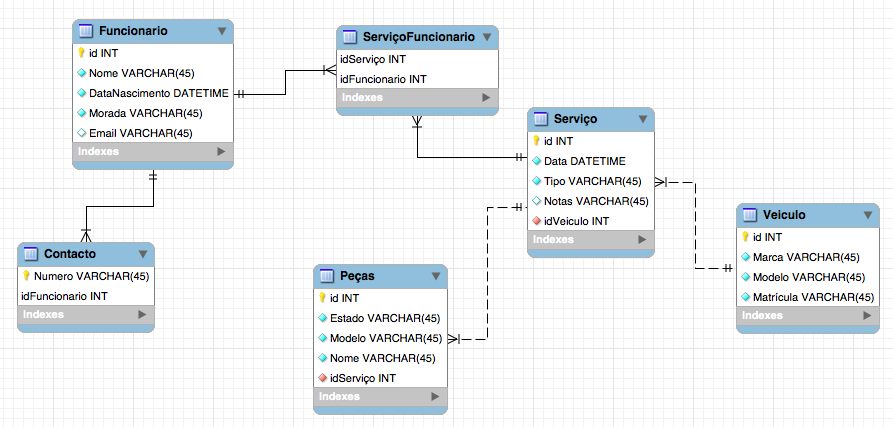 Funcionario
id INT
Nome VARCHAR(45)
DataNascimento DATETIME
Morada VARCHAR(45)
Email VARCHAR(45)
Indexes
ServiçoFuncionario
idServiço INT
idFuncionario INT
Indexes
Serviço
id INT
Data DATETIME
Tipo VARCHAR(45)
Notas VARCHAR(45)
idVeiculo INT
Indexes
Veiculo
id INT
Marca VARCHAR(45)
Modelo VARCHAR(45)
Matrícula VARCHAR(45)
Indexes
Contacto
Numero VARCHAR(45)
idFuncionario INT
Indexes
Peças
id INT
Estado VARCHAR(45)
Modelo VARCHAR(45)
Nome VARCHAR(45)
idServiço INT
Indexes